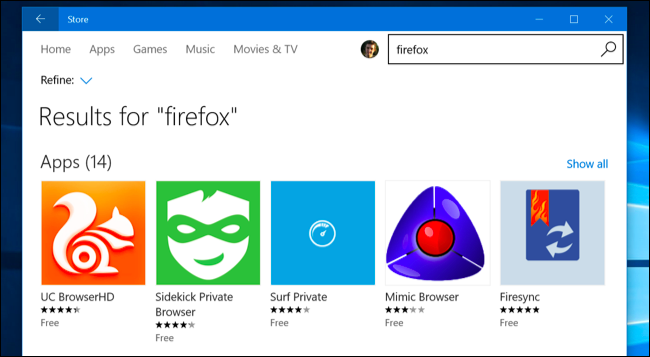 Store
Home Apps Games Music Movies & TV
firefox
Refine:
Results for "firefox"
Apps (14)
Show all
UC BrowserHD
Free
Sidekick Private
Browser
Free
Surf Private
Free
Mimic Browser
Free
Firesync
Free